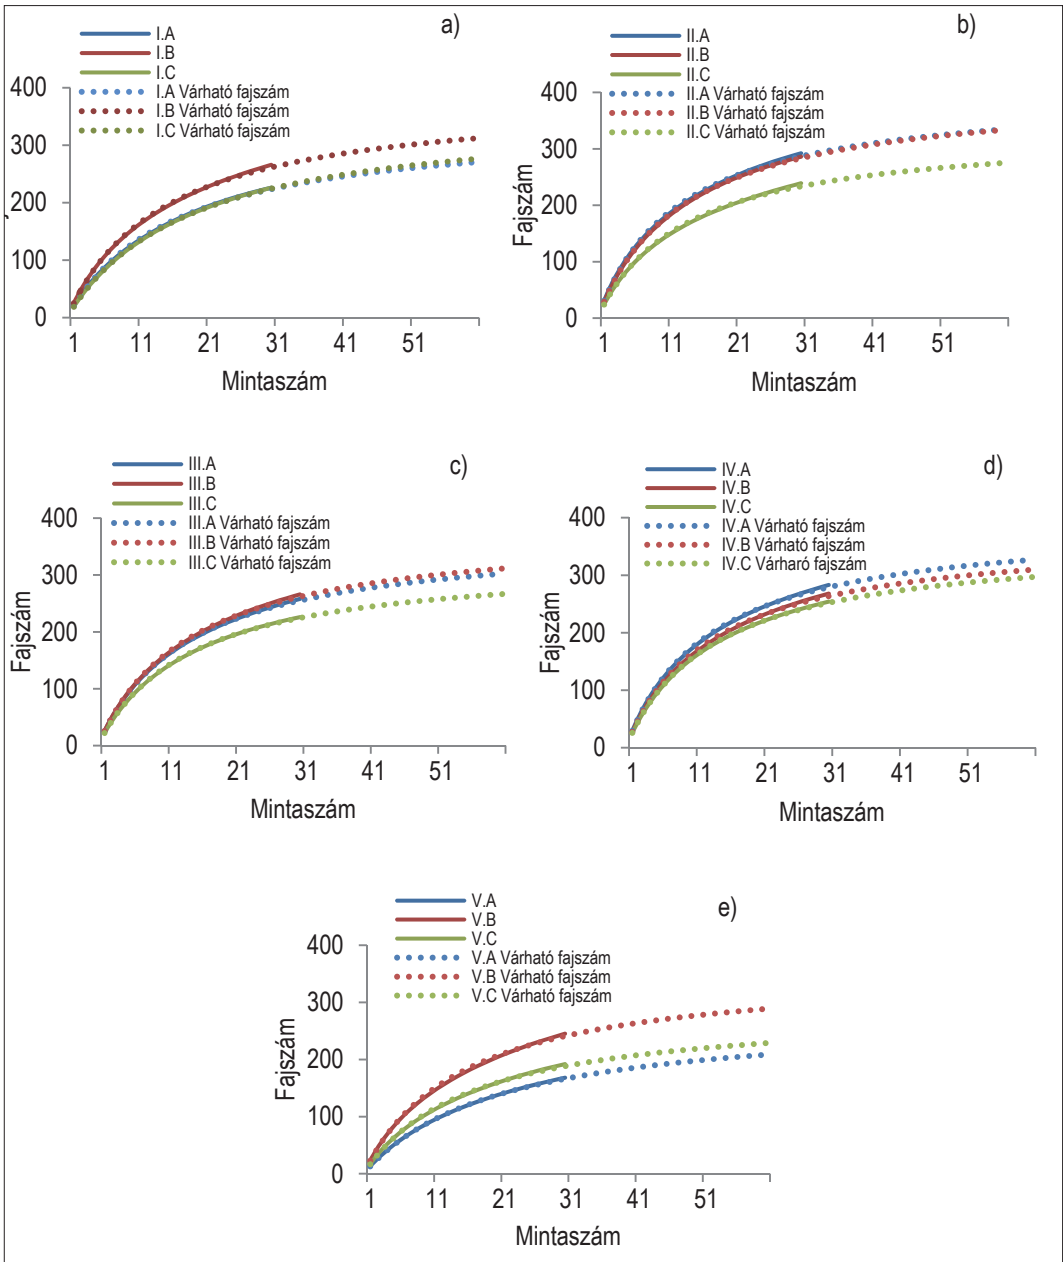 a)
I.A
I.B
I.C
I.A Várható fajszám
I.B Várható fajszám
I.C Várható fajszám
400
300
200
100
0
1 11 21 31 41 51
Mintaszám
b)
II.A
II.B
II.C
II.A Várható fajszám
II.B Várható fajszám
II.C Várható fajszám
Fajszám
400
300
200
100
0
1 11 21 31 41 51
Mintaszám
c)
III.A
III.B
III.C
III.A Várható fajszám
III.B Várható fajszám
III.C Várható fajszám
Fajszám
400
300
200
100
0
1 11 21 31 41 51
Mintaszám
d)
IV.A
IV.B
IV.C
IV.A Várható fajszám
IV.B Várható fajszám
IV.C Várharó fajszám
Fajszám
400
300
200
100
0
1 11 21 31 41 51
Mintaszám
e)
V.A
V.B
V.C
V.A Várható fajszám
V.B Várható fajszám
V.C Várható fajszám
Fajszám
400
300
200
100
0
1 11 21 31 41 51
Mintaszám